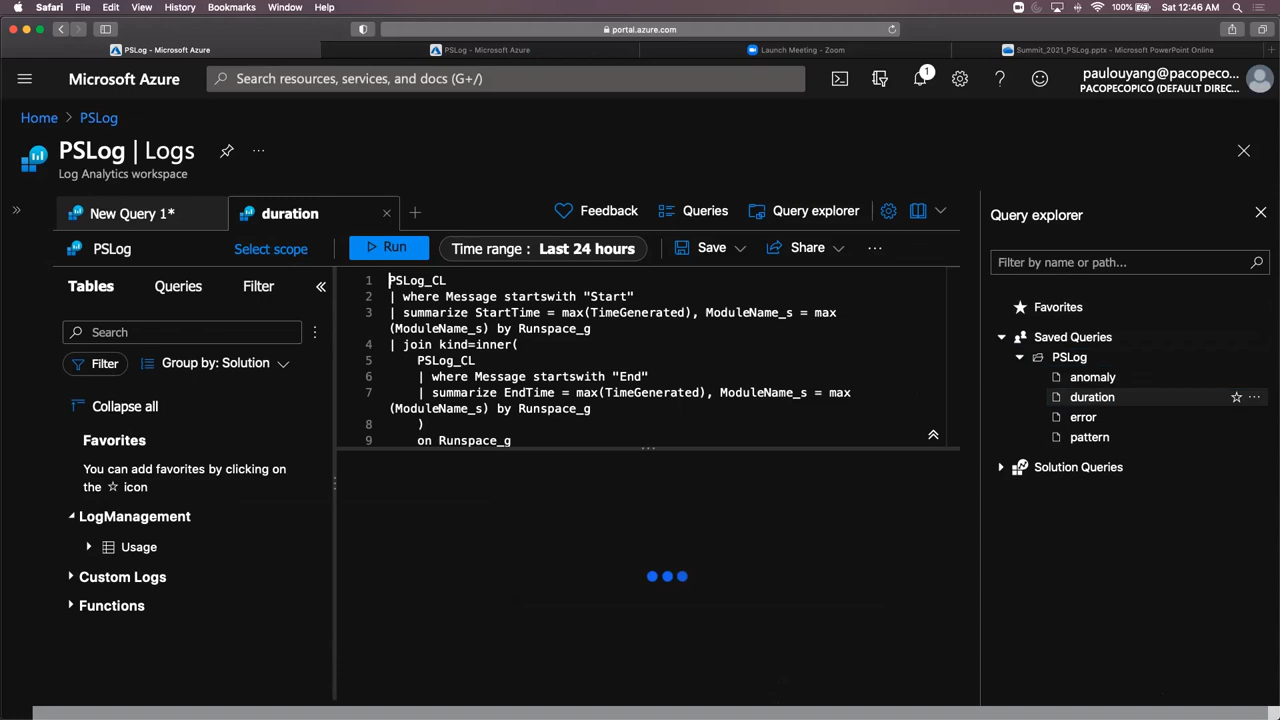 Safari File Edit View History Bookmarks Window Help
100% Sat 12:46 AM
portal.azure.com
PSLog - Microsoft Azure
PSLog - Microsoft Azure
Launch Meeting - Zoom
Summit_2021_PSLog.pptx - Microsoft PowerPoint Online
Microsoft Azure
Search resources, services, and docs (G+/)
1
paulouyang@pacopeco...
PACOPECOPICO (DEFAULT DIREC...
Home > PSLog
PSLog | Logs
...
Log Analytics workspace
New Query 1*
duration
Feedback
Queries
Query explorer
PSLog
Select scope
Run
Time range : Last 24 hours
Save
Share
...
Tables
Queries
Filter
Search
Filter
Group by: Solution
Collapse all
Favorites
You can add favorites by clicking on
the ☆ icon
LogManagement
Usage
Custom Logs
Functions
1 PSLog_CL
2 | where Message startswith "Start"
3 | summarize StartTime = max(TimeGenerated), ModuleName_s = max
(ModuleName_s) by Runspace_g
4 | join kind=inner(
5 PSLog_CL
6 | where Message startswith "End"
7 | summarize EndTime = max(TimeGenerated), ModuleName_s = max
(ModuleName_s) by Runspace_g
8 )
9 on Runspace_g
Query explorer
Filter by name or path...
Favorites
Saved Queries
PSLog
anomaly
duration
error
pattern
Solution Queries